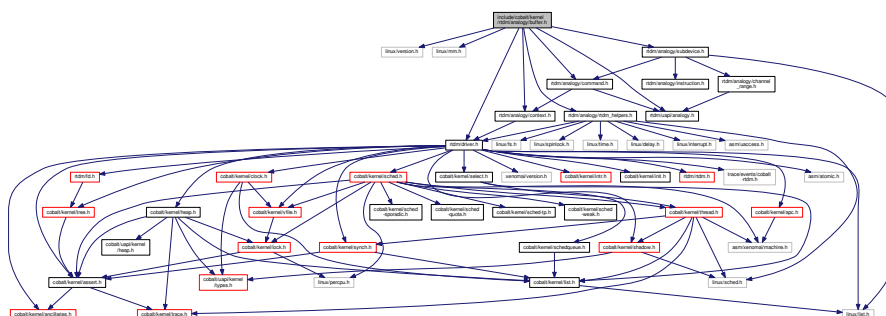 include/cobalt/kernel
/rtdm/analogy/buffer.h
linux/version.h
linux/mm.h
rtdm/analogy/subdevice.h
rtdm/analogy/command.h
rtdm/analogy/instruction.h
rtdm/analogy/channel
_range.h
rtdm/analogy/context.h
rtdm/analogy/rtdm_helpers.h
rtdm/uapi/analogy.h
rtdm/driver.h
linux/fs.h
linux/spinlock.h
linux/time.h
linux/delay.h
linux/interrupt.h
asm/uaccess.h
rtdm/fd.h
cobalt/kernel/clock.h
cobalt/kernel/sched.h
cobalt/kernel/select.h
xenomai/version.h
cobalt/kernel/intr.h
cobalt/kernel/init.h
rtdm/rtdm.h
trace/events/cobalt
-rtdm.h
asm/atomic.h
cobalt/kernel/tree.h
cobalt/kernel/heap.h
cobalt/kernel/vfile.h
cobalt/kernel/sched
-sporadic.h
cobalt/kernel/sched
-quota.h
cobalt/kernel/sched-tp.h
cobalt/kernel/sched
-weak.h
cobalt/kernel/thread.h
cobalt/kernel/apc.h
cobalt/uapi/kernel
/heap.h
cobalt/kernel/lock.h
cobalt/kernel/synch.h
cobalt/kernel/schedqueue.h
cobalt/kernel/shadow.h
asm/xenomai/machine.h
cobalt/kernel/assert.h
cobalt/uapi/kernel
/types.h
linux/percpu.h
cobalt/kernel/list.h
linux/sched.h
cobalt/kernel/ancillaries.h
cobalt/kernel/trace.h
linux/list.h